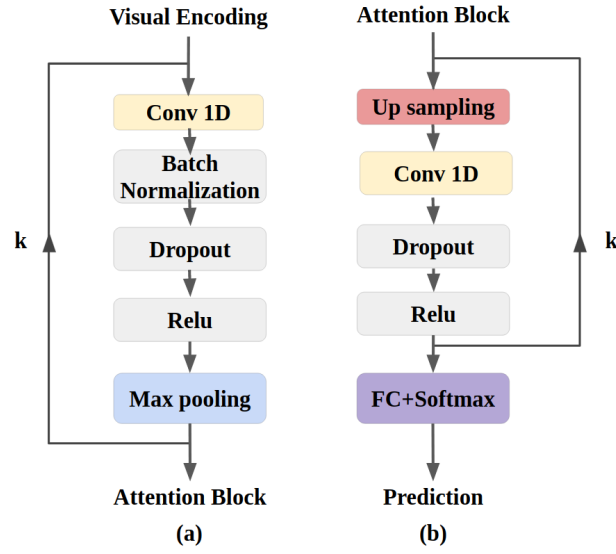 Visual Encoding
Conv 1D
Batch
Normalization
Dropout
Relu
Max pooling
k
Attention Block
(a)
Attention Block
Up sampling
Conv 1D
Dropout
Relu
FC+Softmax
k
Prediction
(b)